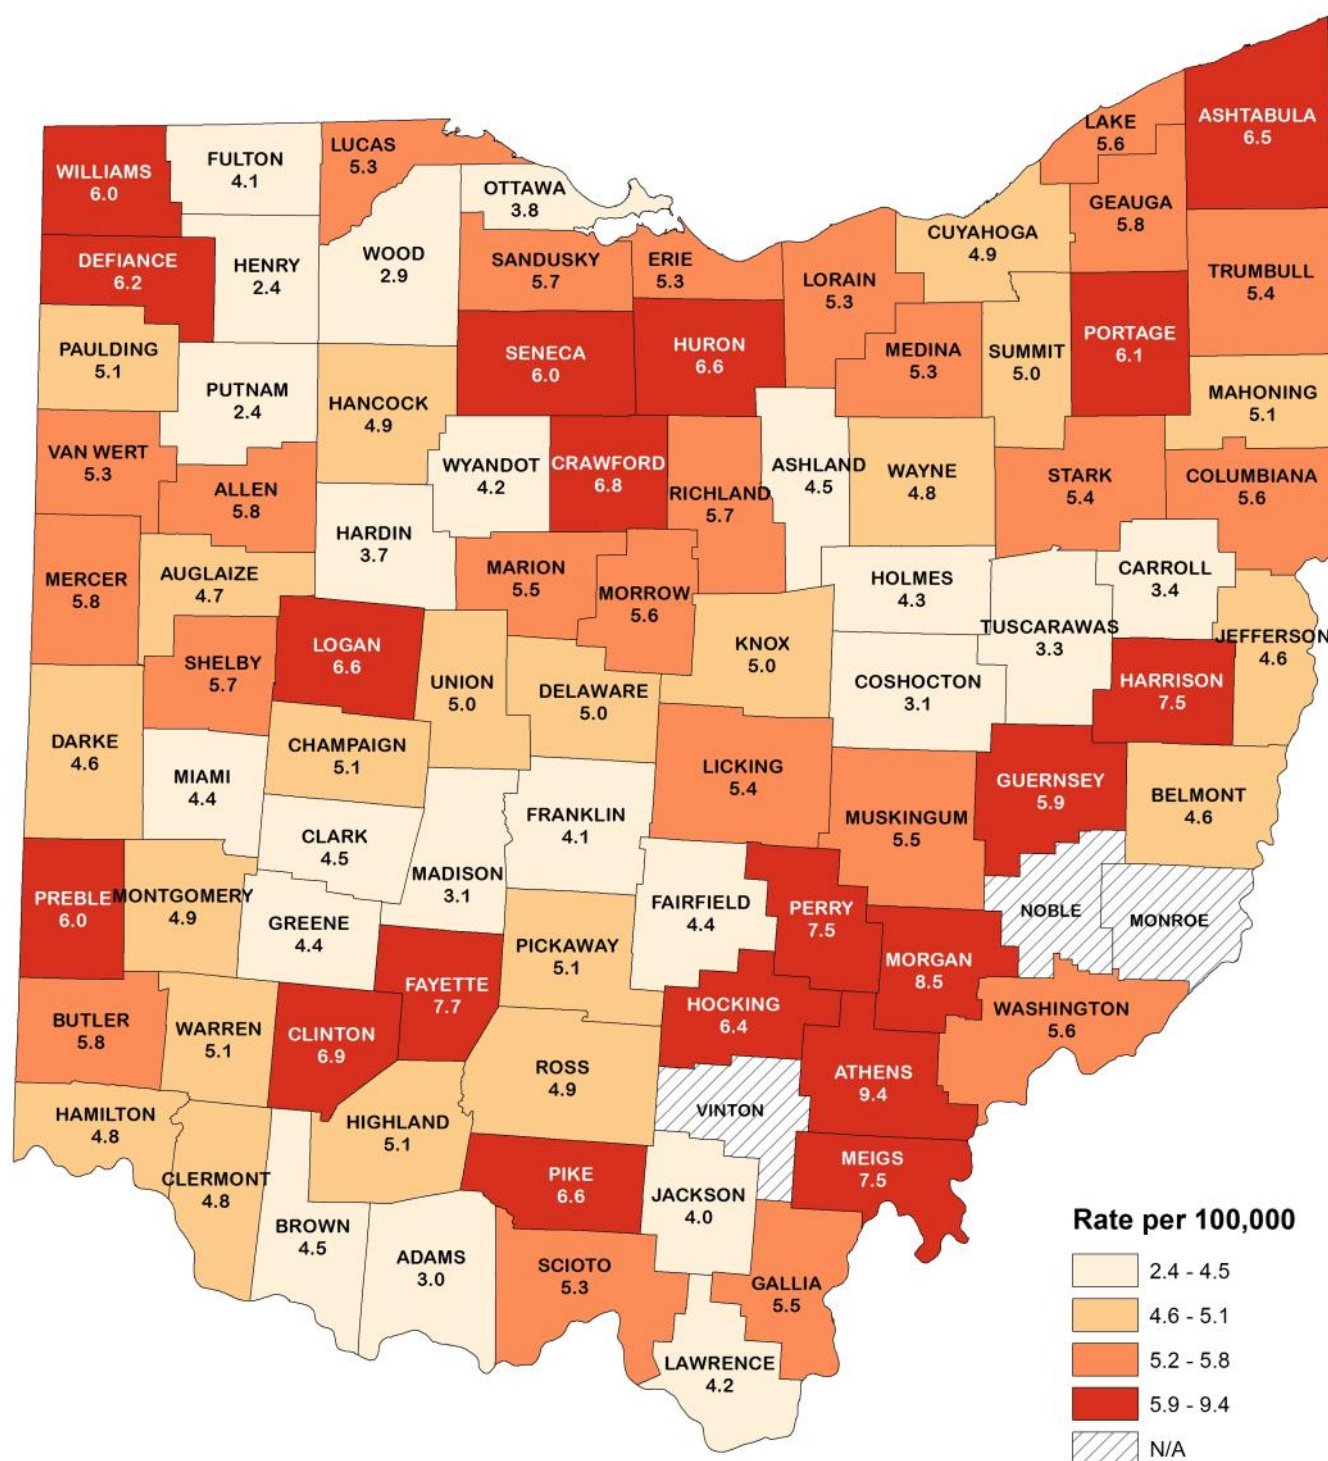 ASHTABULA
6.5
LAKE
5.6
LUCAS
5.3
FULTON
4.1
WILLIAMS
6.0
OTTAWA
3.8
GEAUGA
5.8
CUYAHOGA
4.9
WOOD
2.9
DEFIANCE
6.2
HENRY
2.4
SANDUSKY
5.7
ERIE
5.3
LORAIN
5.3
TRUMBULL
5.4
PORTAGE
6.1
PAULDING
5.1
SENECA
6.0
HURON
6.6
MEDINA
5.3
SUMMIT
5.0
PUTNAM
2.4
HANCOCK
4.9
MAHONING
5.1
VAN WERT
5.3
WYANDOT
4.2
CRAWFORD
6.8
ASHLAND
4.5
WAYNE
4.8
STARK
5.4
COLUMBIANA
5.6
ALLEN
5.8
RICHLAND
5.7
HARDIN
3.7
MERCER
5.8
AUGLAIZE
4.7
MARION
5.5
MORROW
5.6
HOLMES
4.3
CARROLL
3.4
TUSCARAWAS
3.3
JEFFERSON
4.6
LOGAN
6.6
KNOX
5.0
SHELBY
5.7
UNION
5.0
DELAWARE
5.0
COSHOCTON
3.1
HARRISON
7.5
DARKE
4.6
CHAMPAIGN
5.1
MIAMI
4.4
LICKING
5.4
GUERNSEY
5.9
BELMONT
4.6
FRANKLIN
4.1
MUSKINGUM
5.5
CLARK
4.5
MADISON
3.1
PREBLE
6.0
MONTGOMERY
4.9
GREENE
4.4
FAIRFIELD
4.4
PERRY
7.5
NOBLE
MONROE
PICKAWAY
5.1
MORGAN
8.5
FAYETTE
7.7
HOCKING
6.4
WASHINGTON
5.6
BUTLER
5.8
WARREN
5.1
CLINTON
6.9
ROSS
4.9
ATHENS
9.4
HAMILTON
4.8
HIGHLAND
5.1
VINTON
CLERMONT
4.8
PIKE
6.6
MEIGS
7.5
JACKSON
4.0
BROWN
4.5
ADAMS
3.0
SCIOTO
5.3
GALLIA
5.5
LAWRENCE
4.2
Rate per 100,000
2.4 - 4.5
4.6 - 5.1
5.2 - 5.8
5.9 - 9.4
N/A